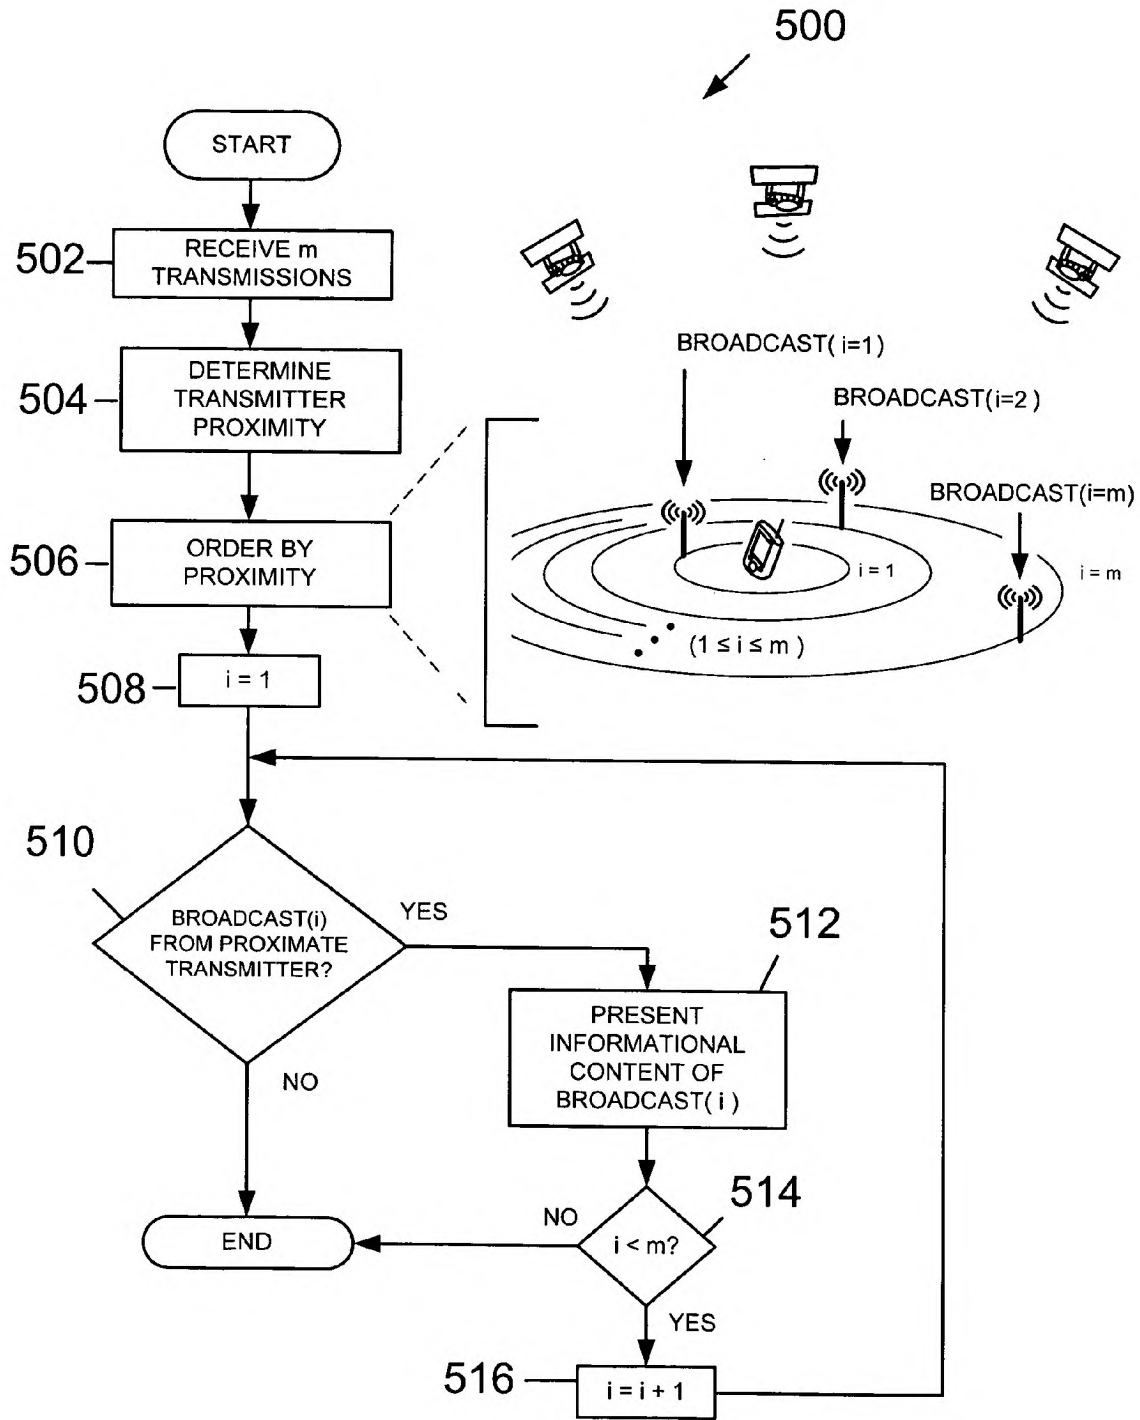 500
START
502
RECEIVE m
TRANSMISSIONS
BROADCAST( i=1)
504
DETERMINE
TRANSMITTER
PROXIMITY
BROADCAST(i=2 )
BROADCAST(i=m)
506
ORDER BY
PROXIMITY
i = 1
i = m
(1 ≤ i ≤ m )
508
i = 1
510
BROADCAST(i)
FROM PROXIMATE
TRANSMITTER?
YES
NO
512
PRESENT
INFORMATIONAL
CONTENT OF
BROADCAST( i )
514
i < m?
NO
END
YES
516
i = i + 1